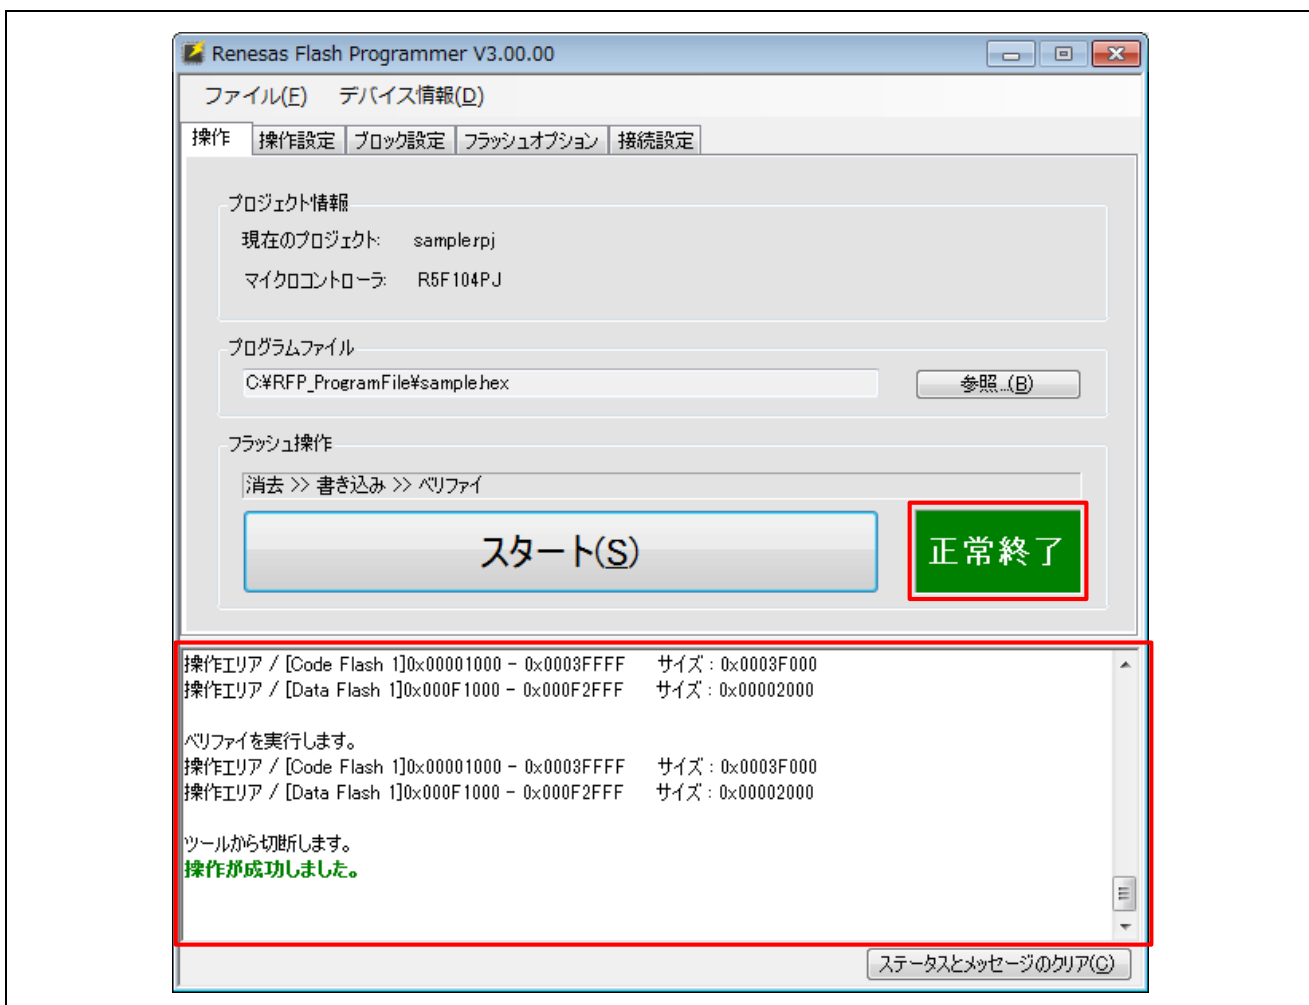 Renesas Flash Programmer V3.00.00
ファイル(F) デバイス情報(D)
操作 操作設定 ブロック設定 フラッシュオプション 接続設定
プロジェクト情報
現在のプロジェクト: sample.rpj
マイクロコントローラ: R5F104PJ
プログラムファイル
C:¥RFP_ProgramFile¥sample.hex 参照...(B)
フラッシュ操作
消去 >> 書き込み >> ベリファイ
スタート(S) 正常終了
操作エリア / [Code Flash 1]0x00001000 - 0x0003FFFF サイズ : 0x0003F000
操作エリア / [Data Flash 1]0x000F1000 - 0x000F2FFF サイズ : 0x00002000
ベリファイを実行します。
操作エリア / [Code Flash 1]0x00001000 - 0x0003FFFF サイズ : 0x0003F000
操作エリア / [Data Flash 1]0x000F1000 - 0x000F2FFF サイズ : 0x00002000
ツールから切断します。
操作が成功しました。
ステータスとメッセージのクリア(C)